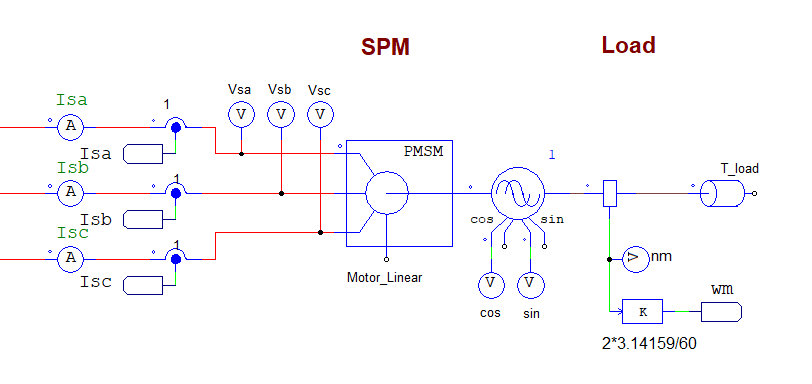 SPM
Load
Isa
A
1
Isa
Vsa
V
Vsb
V
Vsc
V
PMSM
1
T_load
Isb
A
1
Isb
cos
sin
V
V
cos
sin
Motor_Linear
Isc
A
1
Isc
V
nm
K
wm
2*3.14159/60